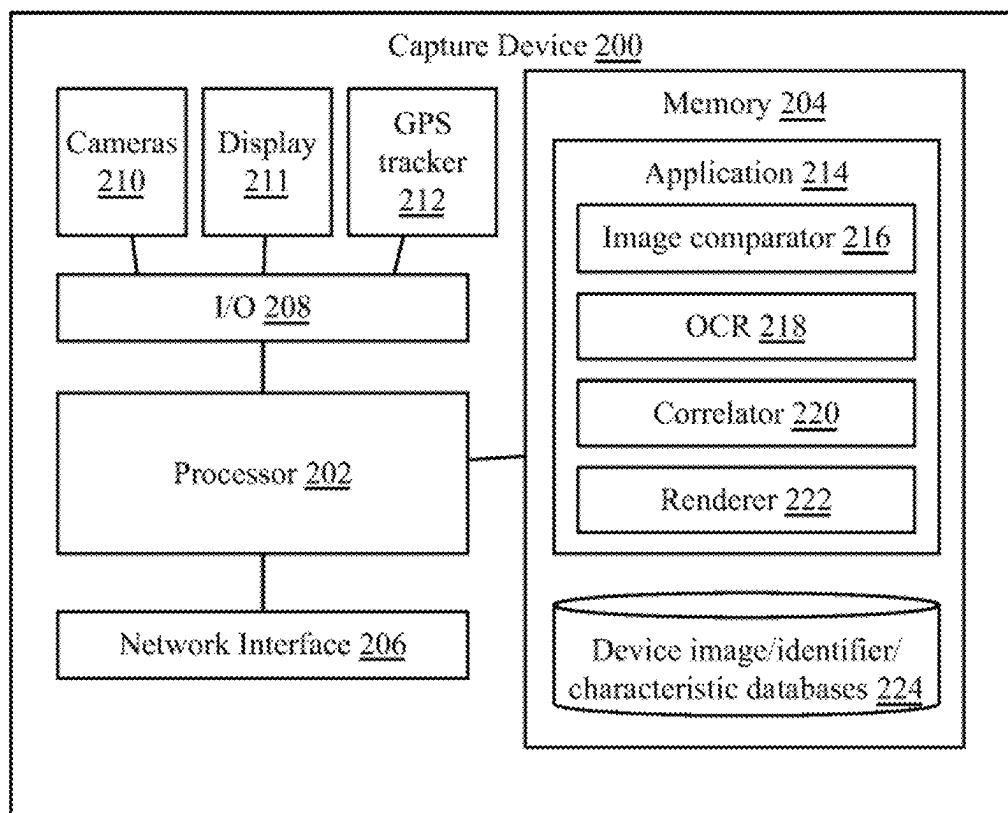 Capture Device 200
Cameras
210
Display
211
GPS
tracker
212
I/O 208
Processor 202
Network Interface 206
Memory 204
Application 214
Image comparator 216
OCR 218
Correlator 220
Renderer 222
Device image/identifier/
characteristic databases 224